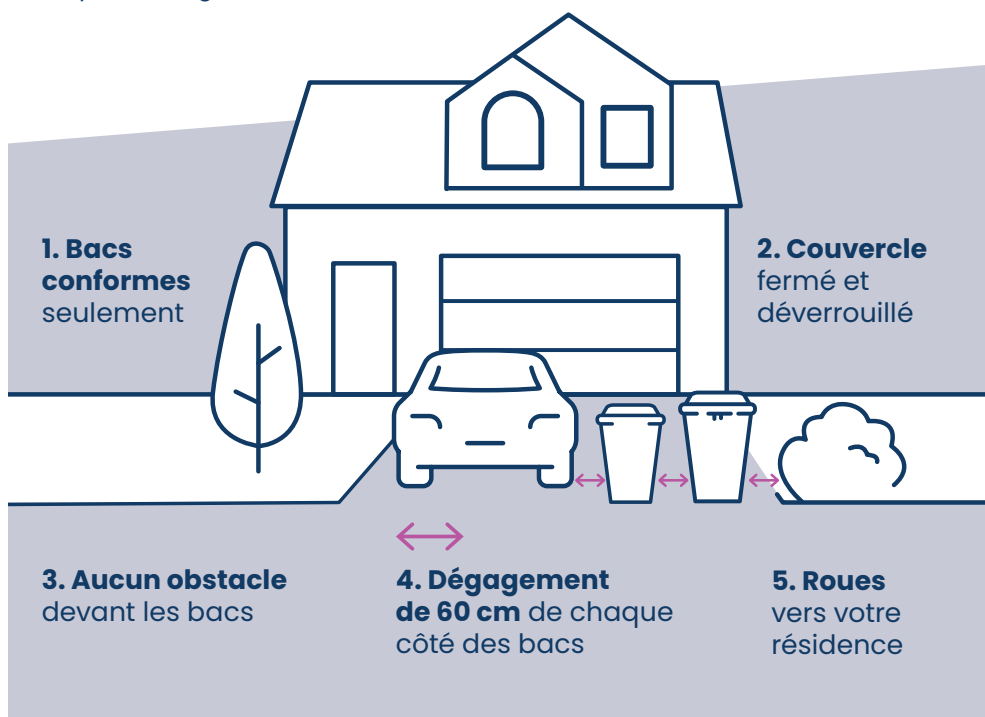 1. Bacs
conformes
seulement
2. Couvercle
fermé et
déverrouillé
3. Aucun obstacle
devant les bacs
4. Dégagement
de 60 cm de chaque
côté des bacs
5. Roues
vers votre
résidence